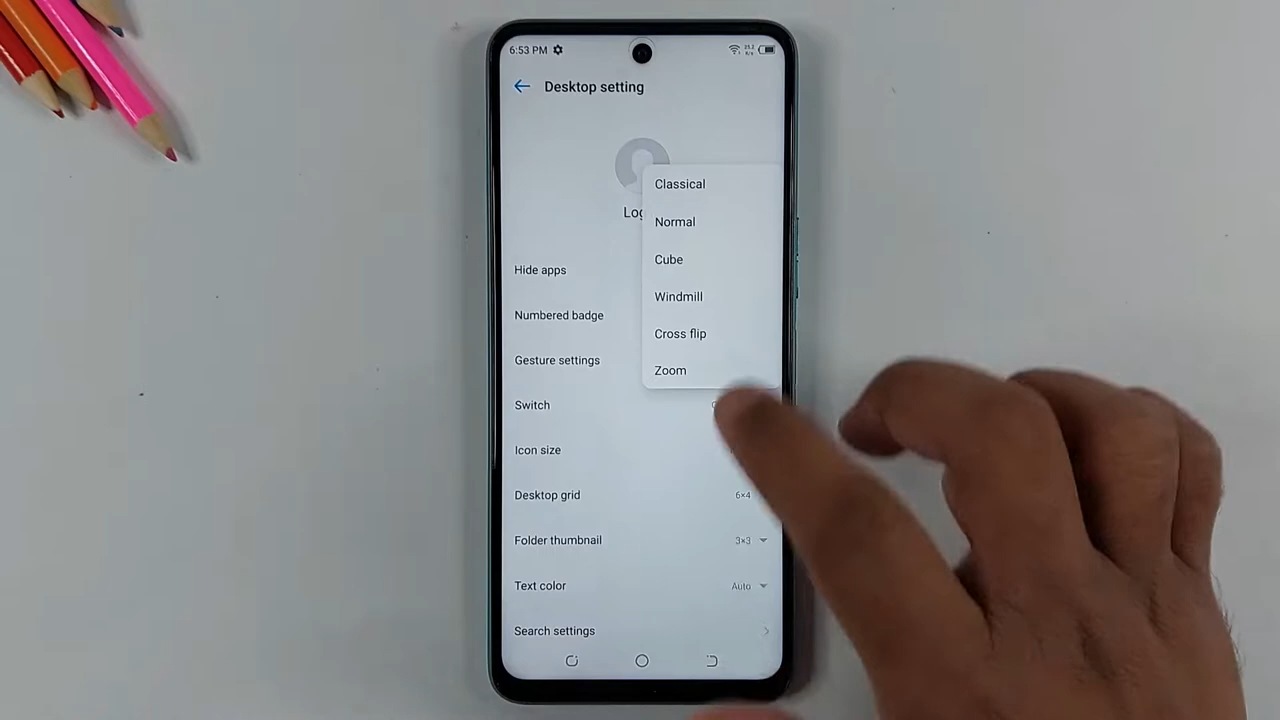 6:53 PM
Desktop setting
Classical
Log
Normal
Cube
Hide apps
Windmill
Numbered badge
Cross flip
Gesture settings
Zoom
Switch
Icon size
Desktop grid 6×4
Folder thumbnail 3×3
Text color Auto
Search settings